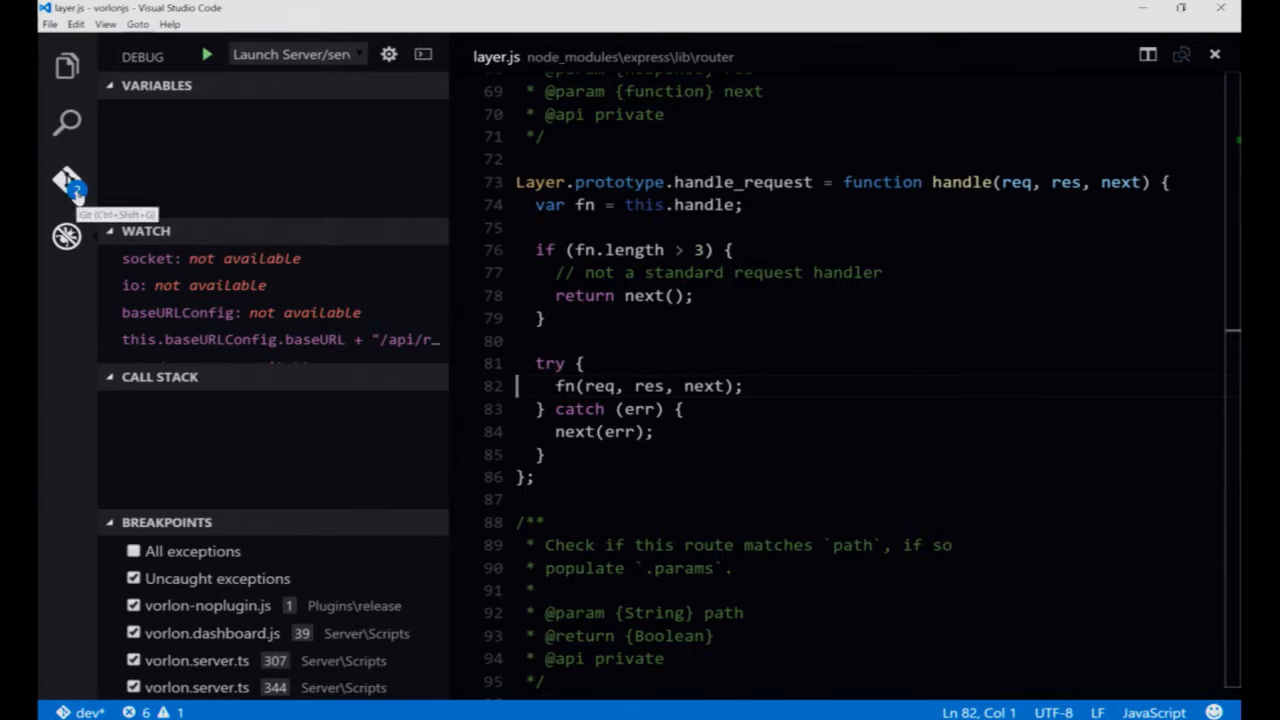 layer.js - vorlonjs - Visual Studio Code
File Edit View Goto Help
DEBUG Launch Server/sen
layer.js node_modules\express\lib\router
VARIABLES
2
Git (Ctrl+Shift+G)
WATCH
socket: not available
io: not available
baseURLConfig: not available
this.baseURLConfig.baseURL + "/api/r…
CALL STACK
BREAKPOINTS
All exceptions
Uncaught exceptions
vorlon-noplugin.js 1 Plugins\release
vorlon.dashboard.js 39 Server\Scripts
vorlon.server.ts 307 Server\Scripts
vorlon.server.ts 344 Server\Scripts
69 * @param {function} next
70 * @api private
71 */
72
73 Layer.prototype.handle_request = function handle(req, res, next) {
74 var fn = this.handle;
75
76 if (fn.length > 3) {
77 // not a standard request handler
78 return next();
79 }
80
81 try {
82 fn(req, res, next);
83 } catch (err) {
84 next(err);
85 }
86 };
87
88 /**
89 * Check if this route matches `path`, if so
90 * populate `.params`.
91 *
92 * @param {String} path
93 * @return {Boolean}
94 * @api private
95 */
dev* 6 1 Ln 82, Col 1 UTF-8 LF JavaScript